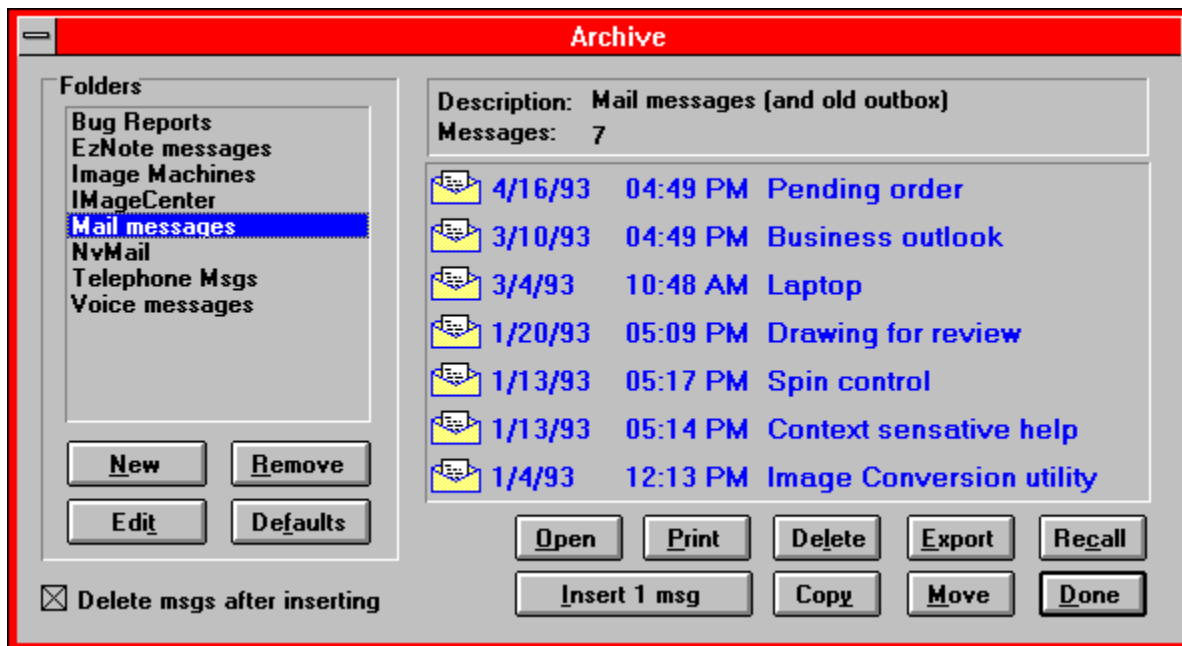 Archive
Folders
Bug Reports
EzNote messages
Image Machines
IMageCenter
Mail messages
NvMail
Telephone Msgs
Voice messages
New Remove
Edit Defaults
Delete msgs after inserting
Description: Mail messages (and old outbox)
Messages: 7
4/16/93 04:49 PM Pending order
3/10/93 04:49 PM Business outlook
3/4/93 10:48 AM Laptop
1/20/93 05:09 PM Drawing for review
1/13/93 05:17 PM Spin control
1/13/93 05:14 PM Context sensative help
1/4/93 12:13 PM Image Conversion utility
Open Print Delete Export Recall
Insert 1 msg Copy Move Done